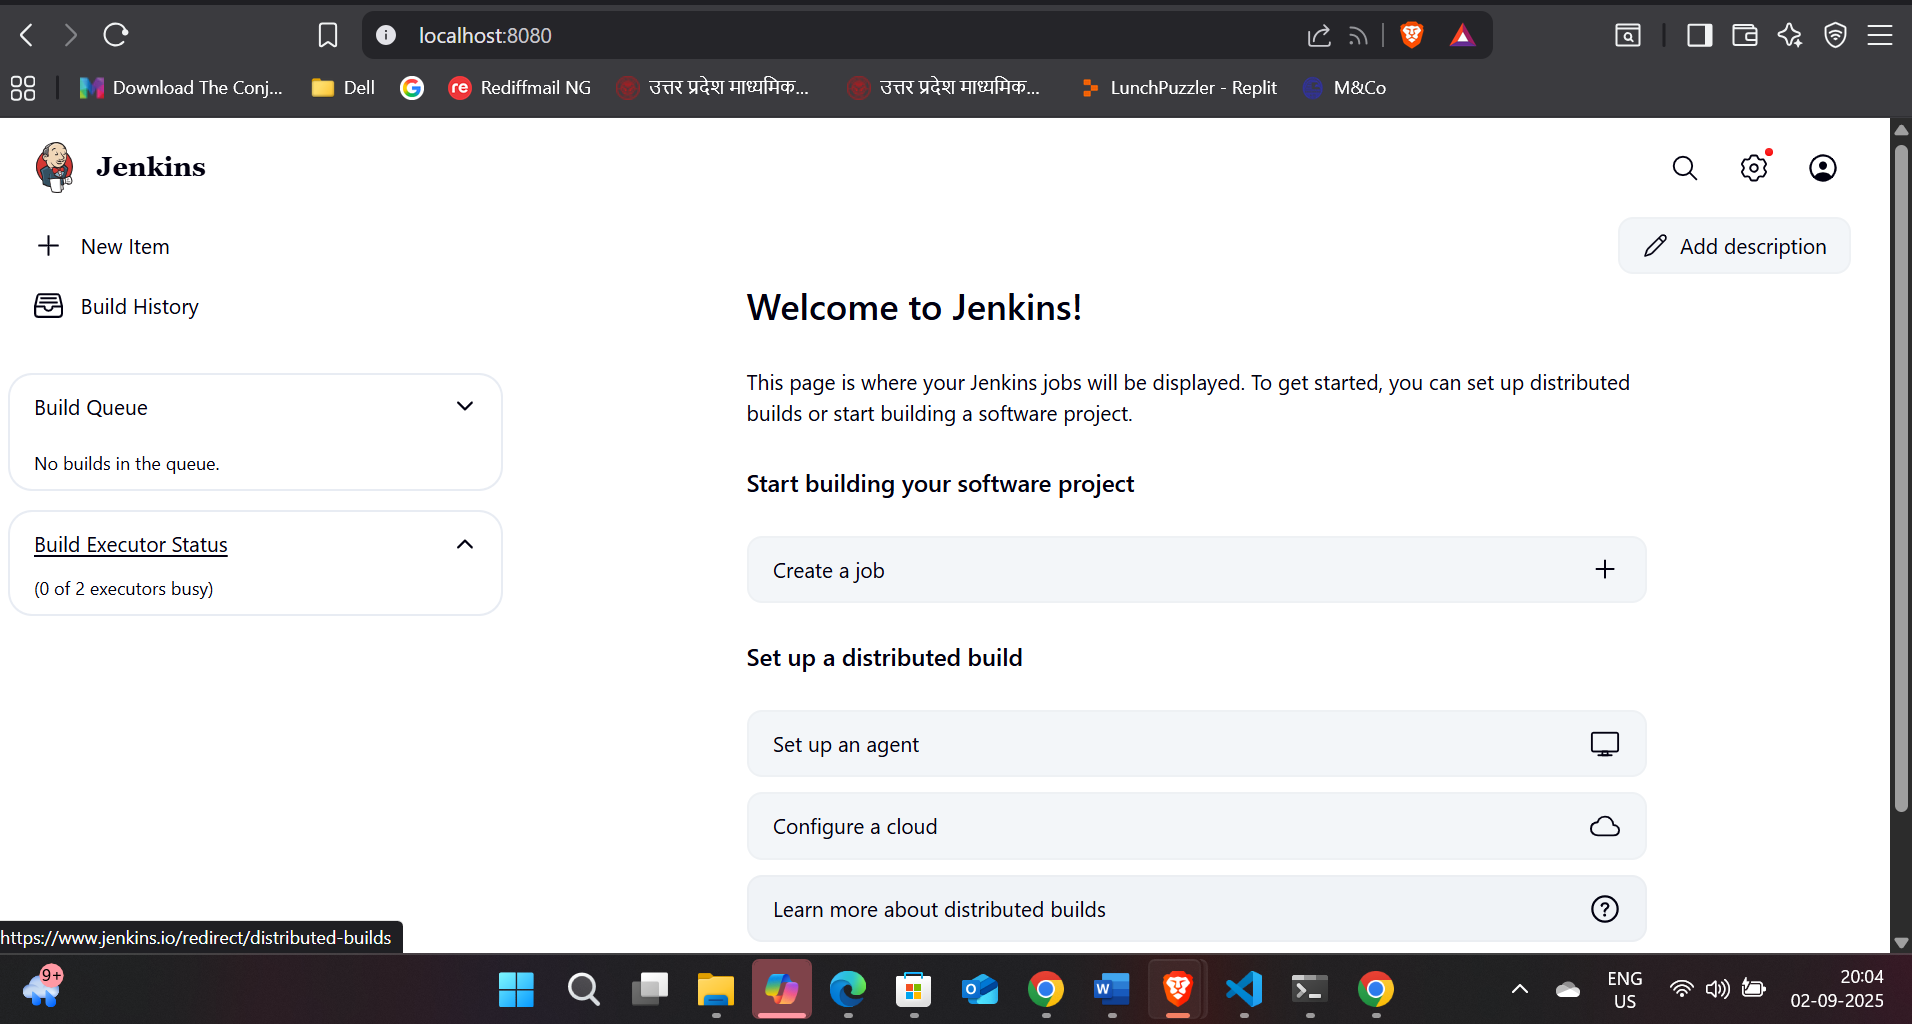 localhost:8080
Download The Conj...
Dell
Rediffmail NG
उत्तर प्रदेश माध्यमिक...
उत्तर प्रदेश माध्यमिक...
LunchPuzzler - Replit
M&Co
Jenkins
New Item
Build History
Add description
Welcome to Jenkins!
This page is where your Jenkins jobs will be displayed. To get started, you can set up distributed
builds or start building a software project.
Build Queue
No builds in the queue.
Start building your software project
Build Executor Status
(0 of 2 executors busy)
Create a job
Set up a distributed build
Set up an agent
Configure a cloud
Learn more about distributed builds
https://www.jenkins.io/redirect/distributed-builds
9+
ENG
US
20:04
02-09-2025